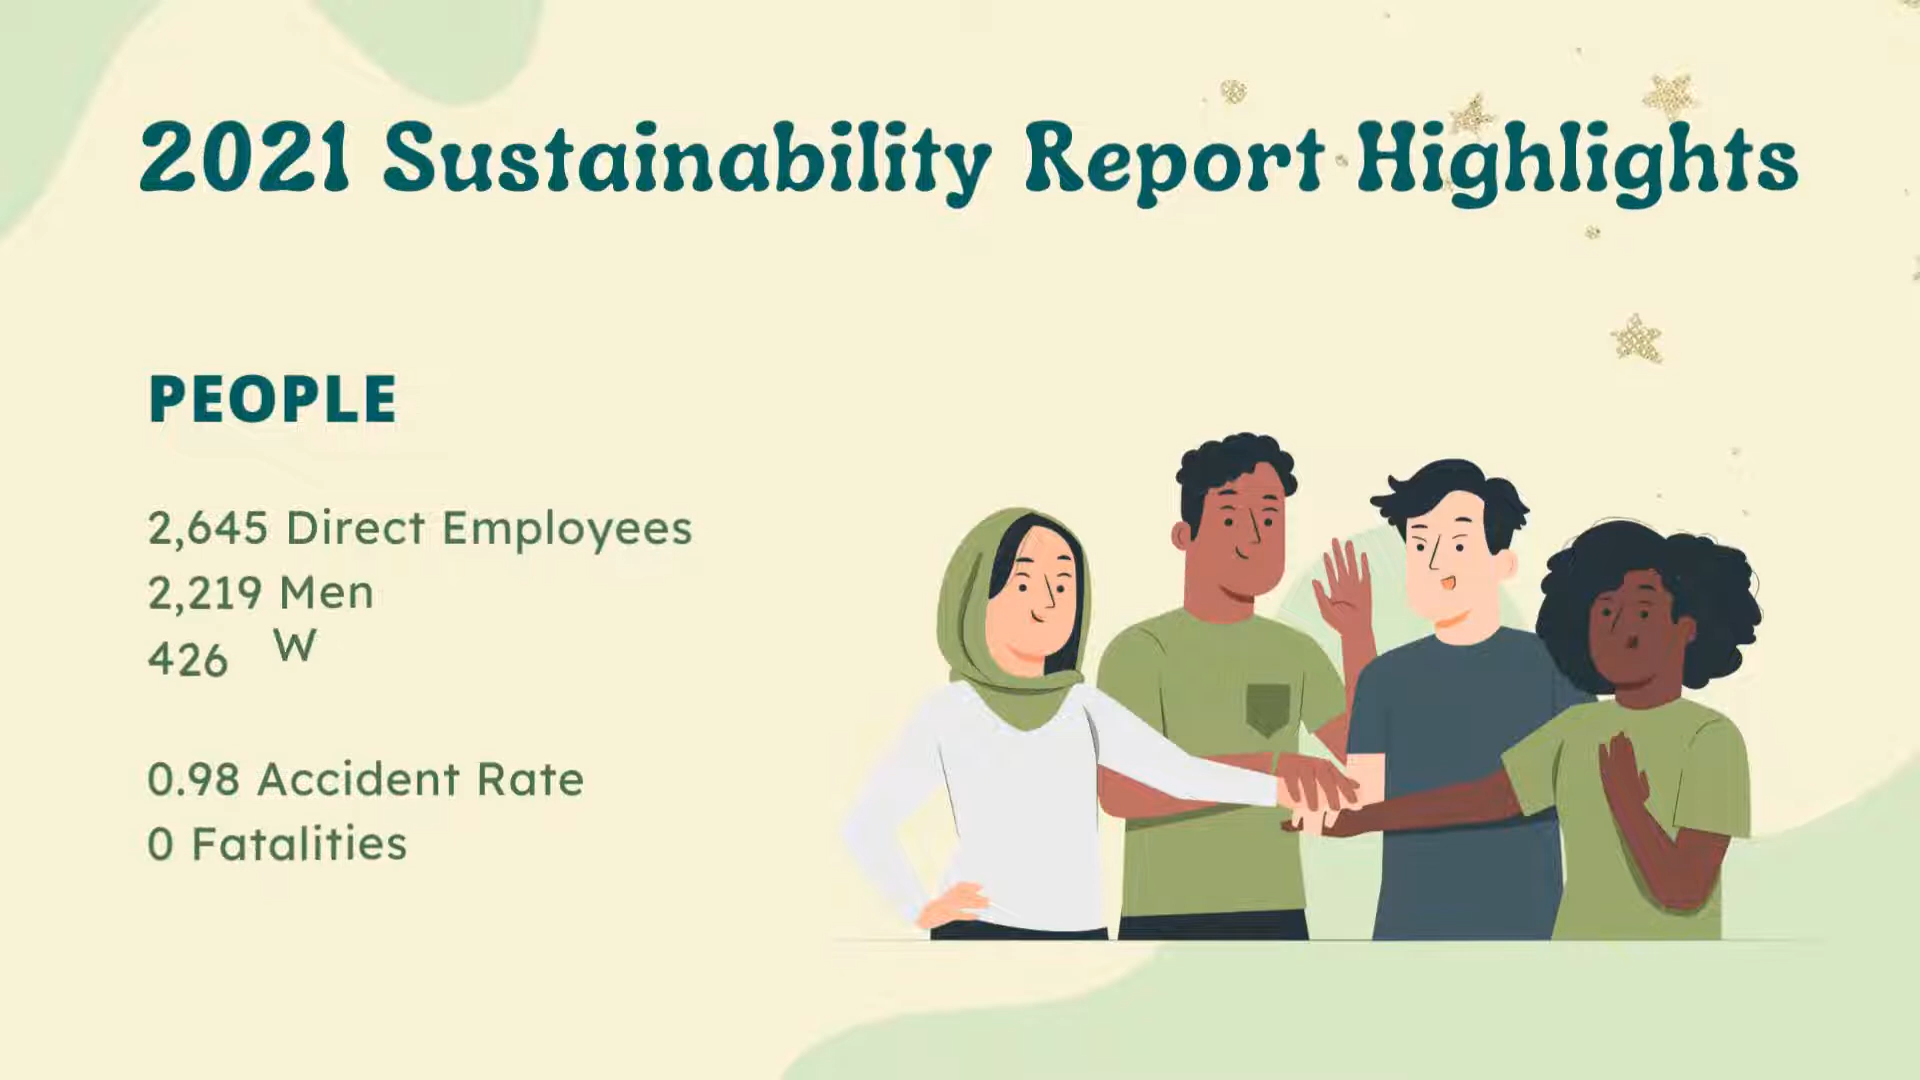 2021 Sustainability Report Highlights
PEOPLE
2,645 Direct Employees
2,219 Men
426 W
0.98 Accident Rate
0 Fatalities